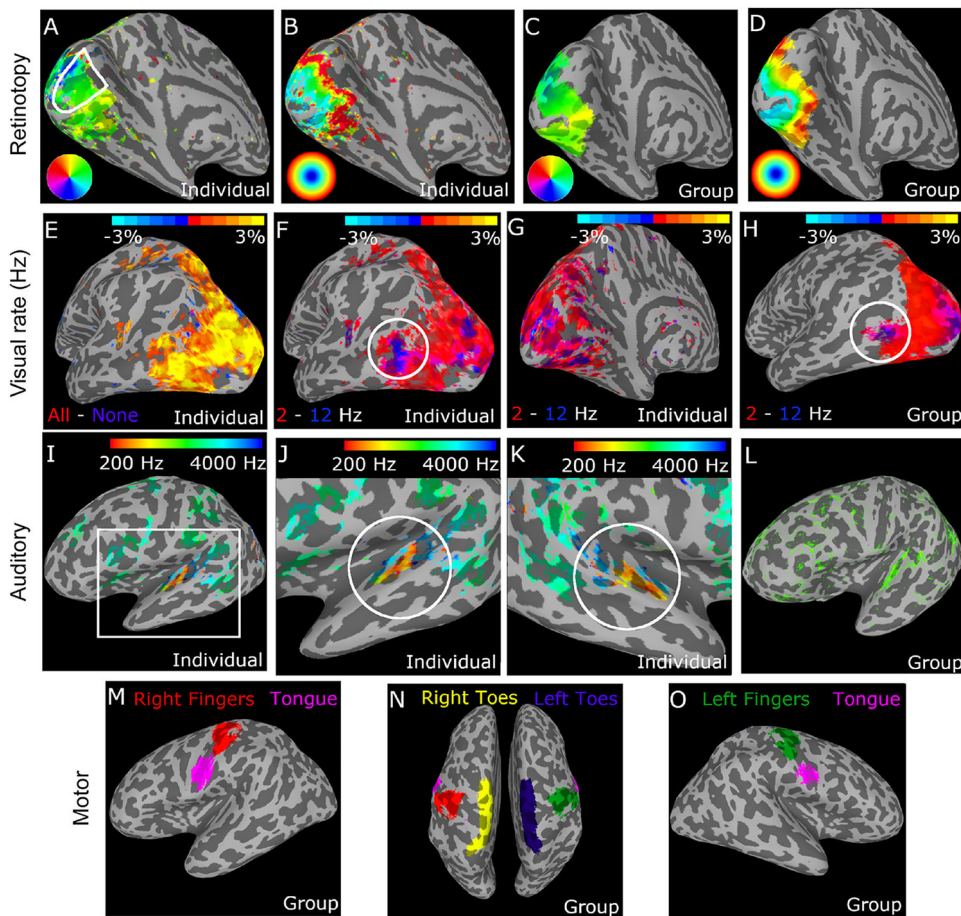 Retinotopy
A
Individual
B
Individual
C
Group
D
Group
Visual rate (Hz)
E
-3% 3%
All - None
Individual
F
-3% 3%
2 - 12 Hz
Individual
G
-3% 3%
2 - 12 Hz
Individual
H
-3% 3%
2 - 12 Hz
Group
Auditory
I
200 Hz 4000 Hz
Individual
J
200 Hz 4000 Hz
Individual
K
200 Hz 4000 Hz
Individual
L
Group
Motor
M
Right Fingers Tongue
Group
N
Right Toes Left Toes
Group
O
Left Fingers Tongue
Group